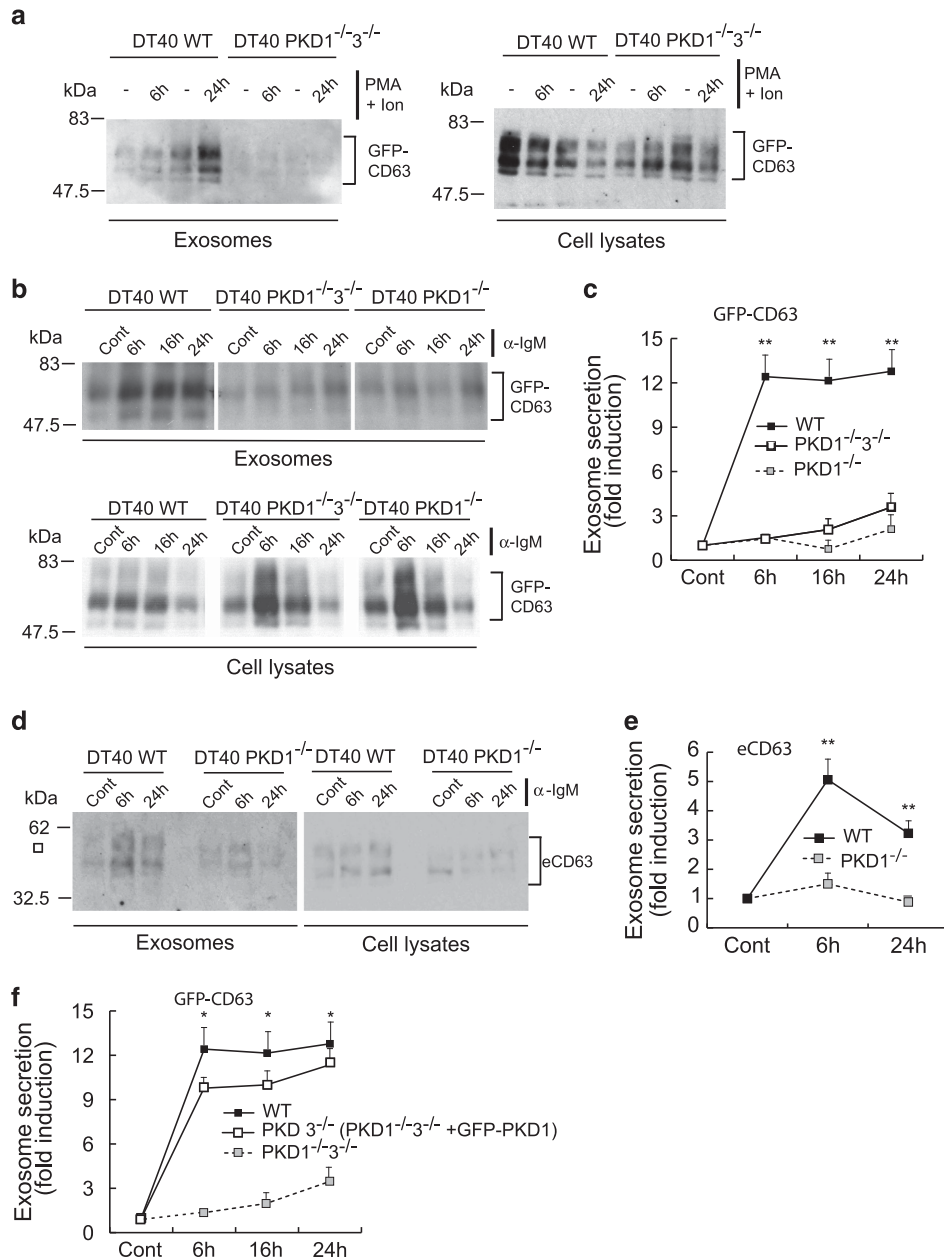 a
DT40 WT DT40 PKD1-/-3-/-
- 6h - 24h - 6h - 24h PMA + Ion
kDa
83
47.5
GFP-CD63
Exosomes
DT40 WT DT40 PKD1-/-3-/-
- 6h - 24h - 6h - 24h PMA + Ion
kDa
83
47.5
GFP-CD63
Cell lysates
b
DT40 WT DT40 PKD1-/-3-/- DT40 PKD1-/-
Cont 6h 16h 24h Cont 6h 16h 24h Cont 6h 16h 24h α-IgM
kDa
83
47.5
GFP-CD63
Exosomes
DT40 WT DT40 PKD1-/-3-/- DT40 PKD1-/-
Cont 6h 16h 24h Cont 6h 16h 24h Cont 6h 16h 24h α-IgM
83
47.5
GFP-CD63
Cell lysates
c
GFP-CD63
Exosome secretion
(fold induction)
15
12
9
6
3
0
** ** **
WT
PKD1-/-3-/-
PKD1-/-
Cont 6h 16h 24h
d
DT40 WT DT40 PKD1-/- DT40 WT DT40 PKD1-/-
Cont 6h 24h Cont 6h 24h Cont 6h 24h Cont 6h 24h α-IgM
kDa
62
32.5
eCD63
Exosomes Cell lysates
e
eCD63
Exosome secretion
(fold induction)
6
5
4
3
2
1
0
** **
WT
PKD1-/-
Cont 6h 24h
f
GFP-CD63
Exosome secretion
(fold induction)
15
12
9
6
3
0
* * *
WT
PKD 3-/- (PKD1-/-3-/- +GFP-PKD1)
PKD1-/-3-/-
Cont 6h 16h 24h